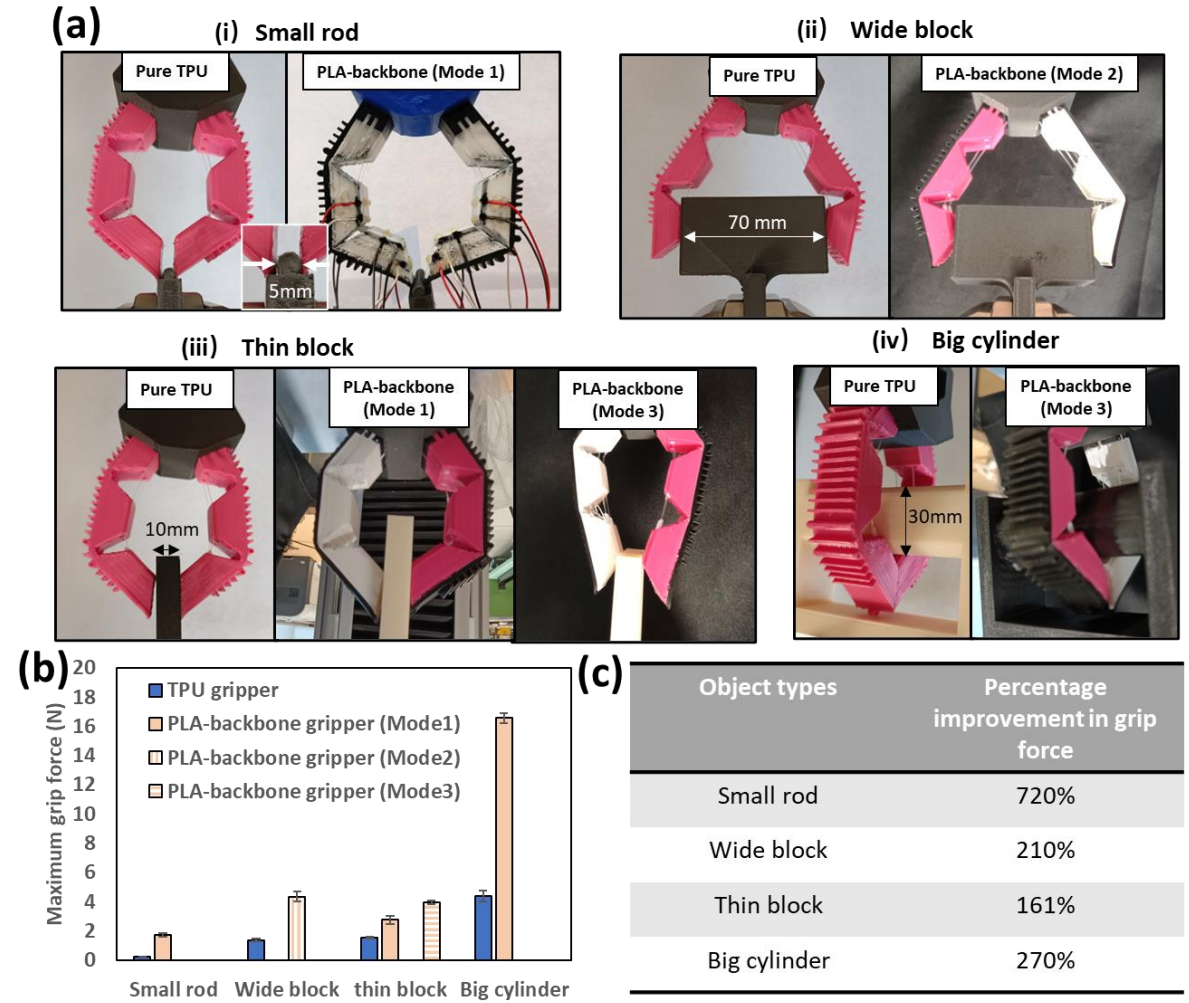 (a)
(i) Small rod
Pure TPU
PLA-backbone (Mode 1)
5mm
(ii) Wide block
Pure TPU
PLA-backbone (Mode 2)
70 mm
(iii) Thin block
Pure TPU
PLA-backbone
(Mode 1)
PLA-backbone
(Mode 3)
10mm
(iv) Big cylinder
Pure TPU
PLA-backbone
(Mode 3)
30mm
(b)
Maximum grip force (N)
20
18
16
14
12
10
8
6
4
2
0
TPU gripper
PLA-backbone gripper (Mode1)
PLA-backbone gripper (Mode2)
PLA-backbone gripper (Mode3)
Small rod Wide block thin block Big cylinder
(c)
Object types Percentage
improvement in grip
force
Small rod 720%
Wide block 210%
Thin block 161%
Big cylinder 270%